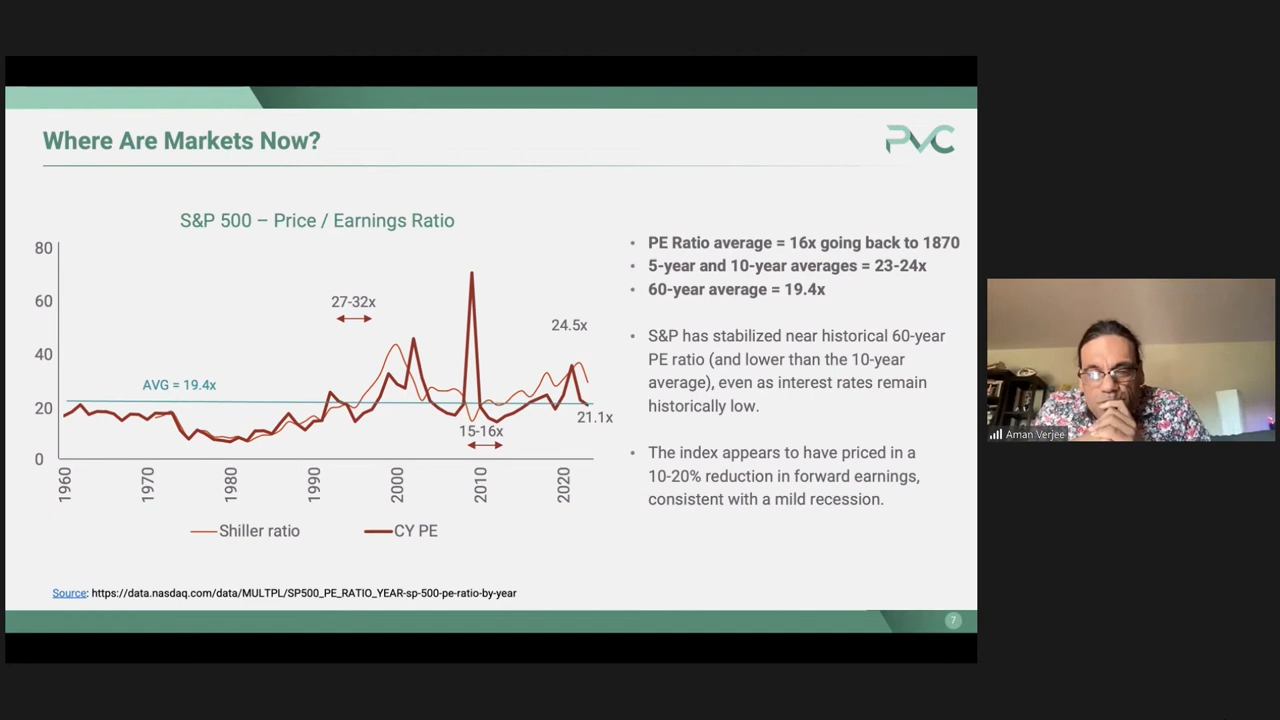 Where Are Markets Now?
PVC
S&P 500 – Price / Earnings Ratio
80
60
40
20
0
27-32x
24.5x
AVG = 19.4x
21.1x
15-16x
1960
1970
1980
1990
2000
2010
2020
Shiller ratio
CY PE
• PE Ratio average = 16x going back to 1870
• 5-year and 10-year averages = 23-24x
• 60-year average = 19.4x
• S&P has stabilized near historical 60-year
PE ratio (and lower than the 10-year
average), even as interest rates remain
historically low.
• The index appears to have priced in a
10-20% reduction in forward earnings,
consistent with a mild recession.
Source: https://data.nasdaq.com/data/MULTPL/SP500_PE_RATIO_YEAR-sp-500-pe-ratio-by-year
7
Aman Verjee